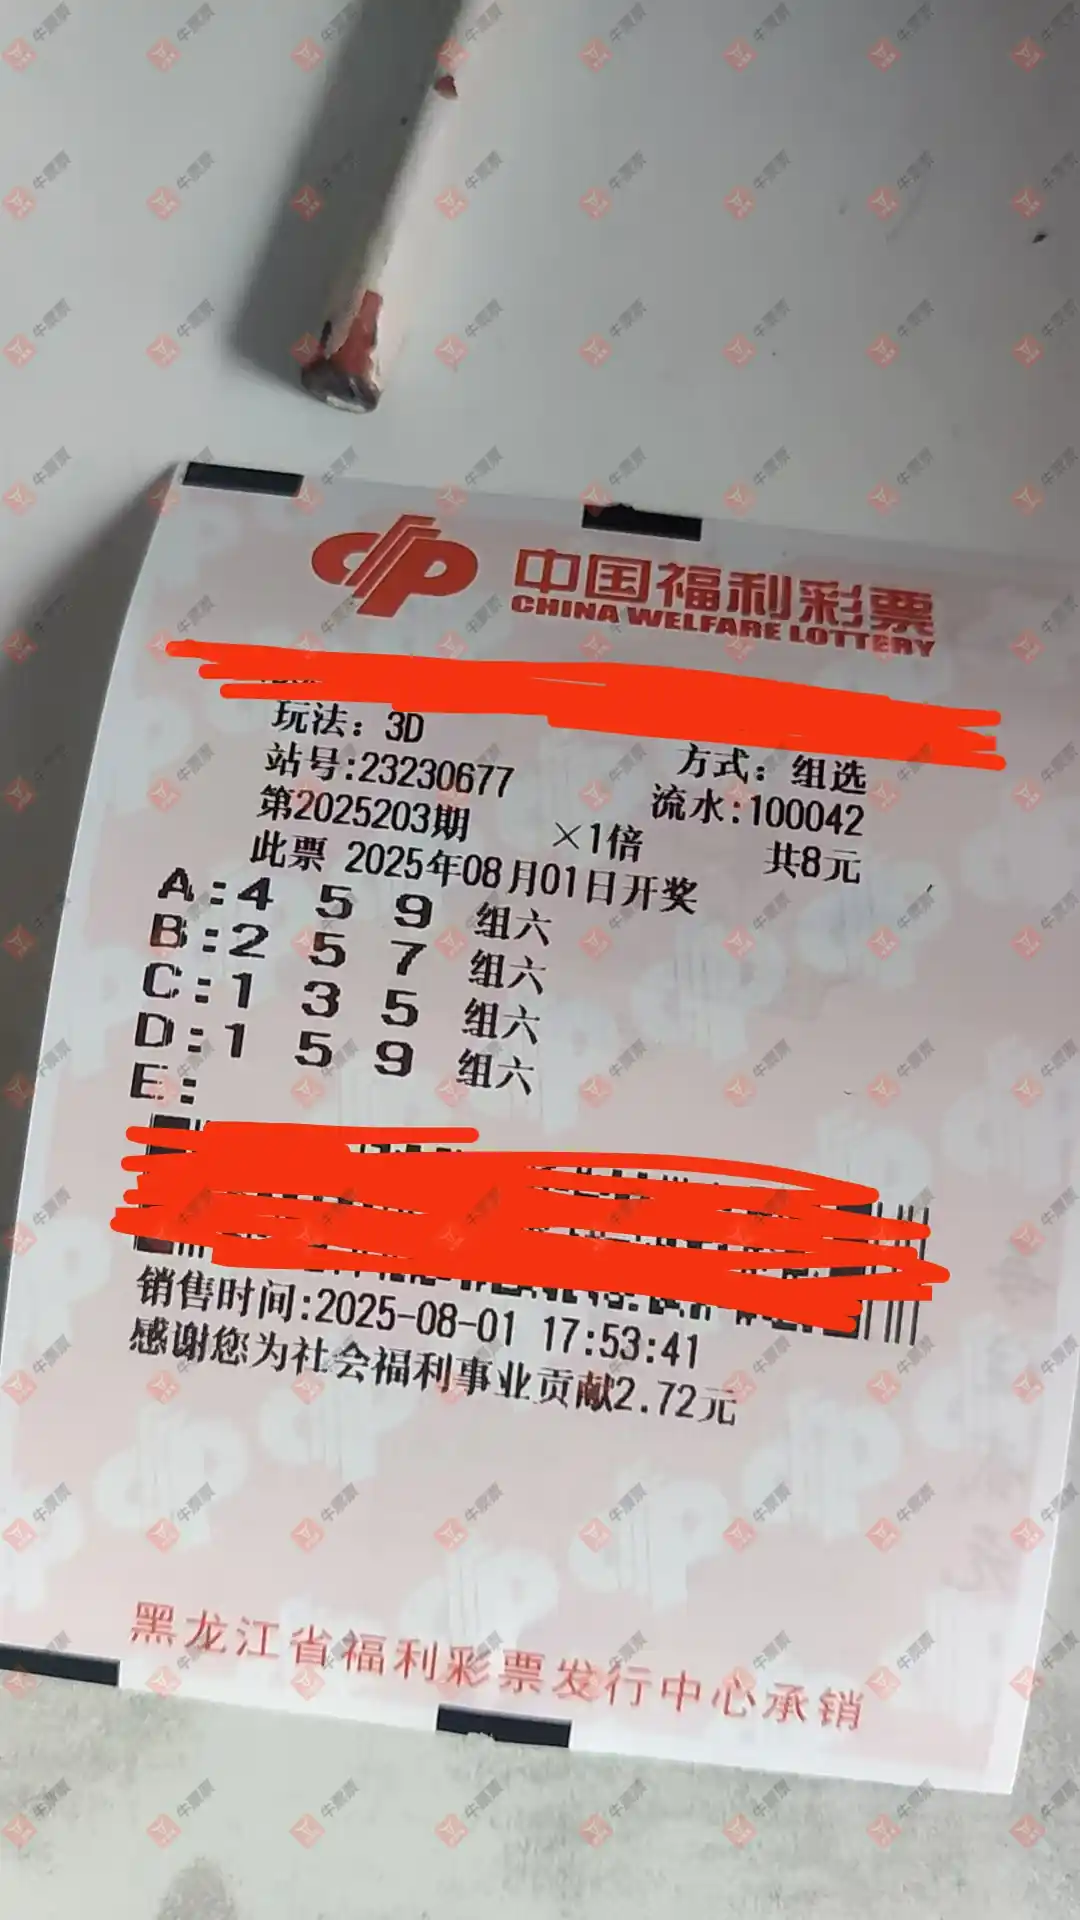 中国福利彩票
CHINA WELFARE LOTTERY
玩法：3D 方式：组选
站号:23230677 流水:100042
第2025203期 ×1倍 共8元
此票 2025年08月01日开奖
A:4 5 9 组六
B:2 5 7 组六
C:1 3 5 组六
D:1 5 9 组六
E:
销售时间:2025-08-01 17:53:41
感谢您为社会福利事业贡献2.72元
黑龙江省福利彩票发行中心承销
牛票票